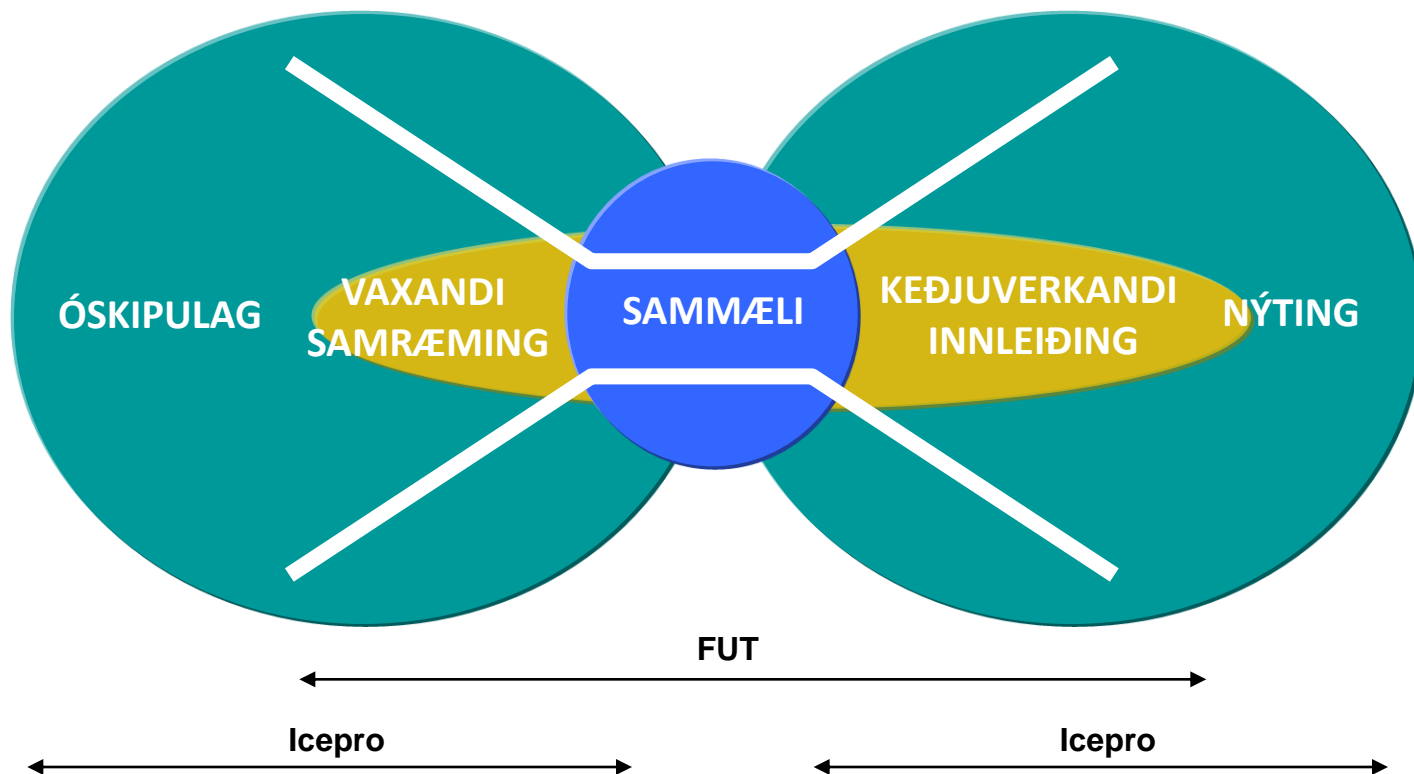 ÓSKIPULAG
VAXANDI
SAMRÆMING
SAMMÆLI
KEÐJUVERKANDI
INNLEIÐING
NÝTING
FUT
Icepro
Icepro